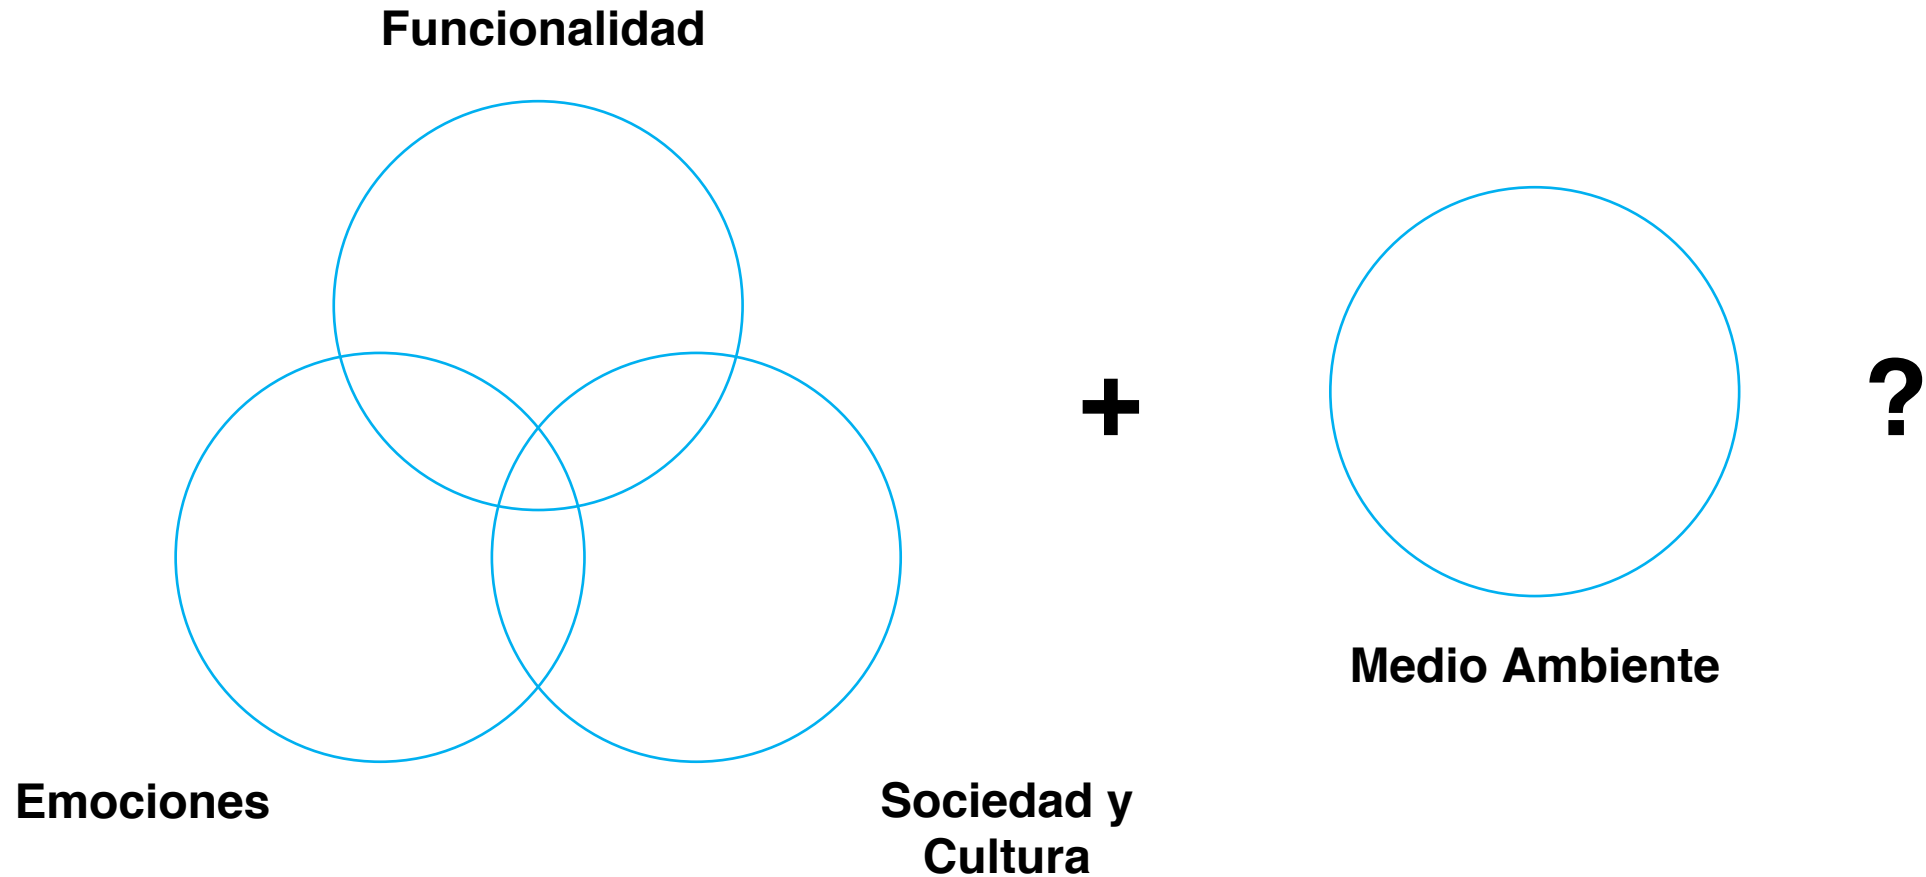 Funcionalidad
+
?
Medio Ambiente
Emociones
Sociedad y
Cultura